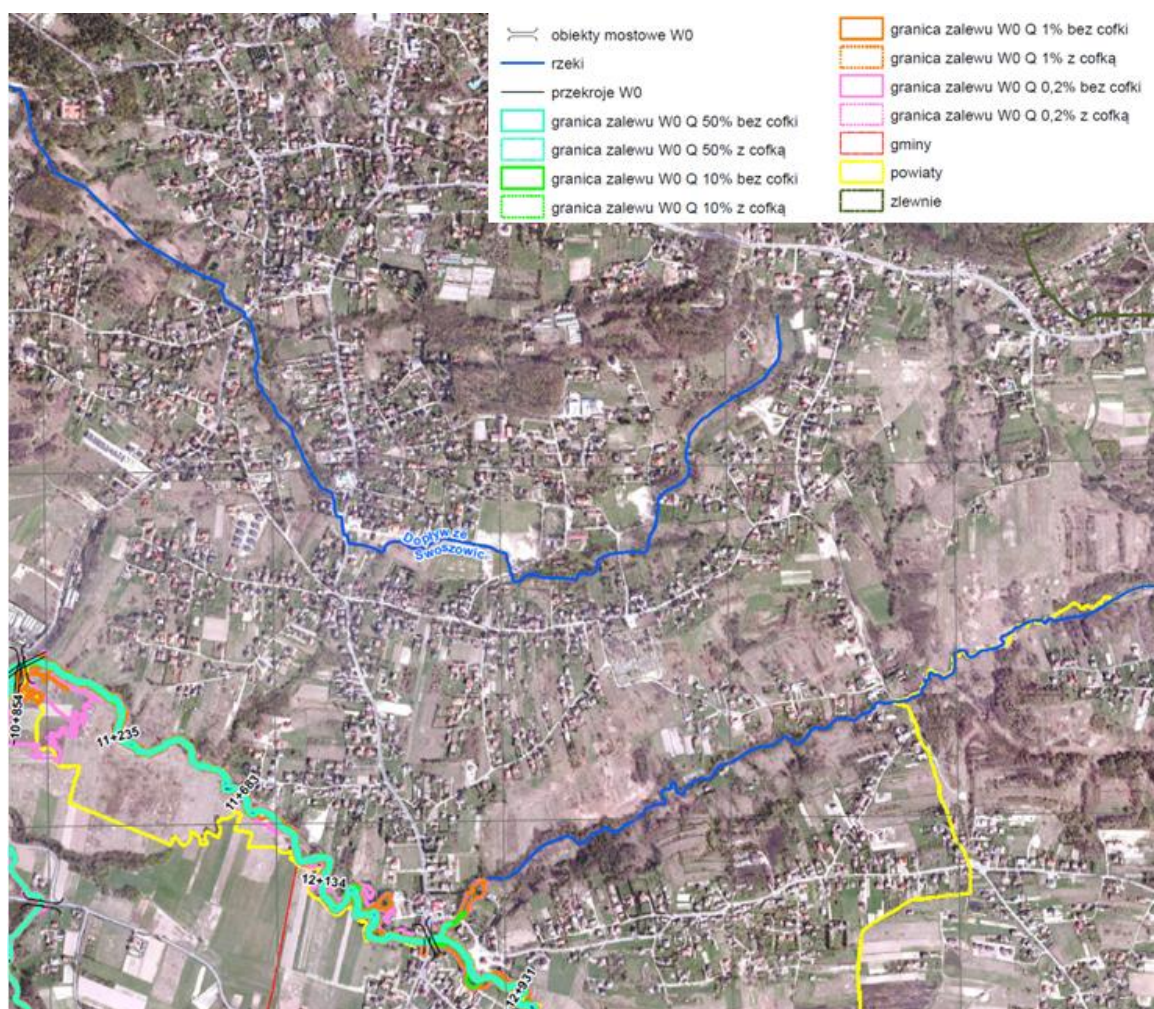 obiekty mostowe W0
rzeki
przekroje W0
granica zalewu W0 Q 50% bez cofki
granica zalewu W0 Q 50% z cofką
granica zalewu W0 Q 10% bez cofki
granica zalewu W0 Q 10% z cofką
granica zalewu W0 Q 1% bez cofki
granica zalewu W0 Q 1% z cofką
granica zalewu W0 Q 0,2% bez cofki
granica zalewu W0 Q 0,2% z cofką
gminy
powiaty
zlewnie
Dopływ ze
Swoszowic
10+854
11+235
11+683
12+134
12+931